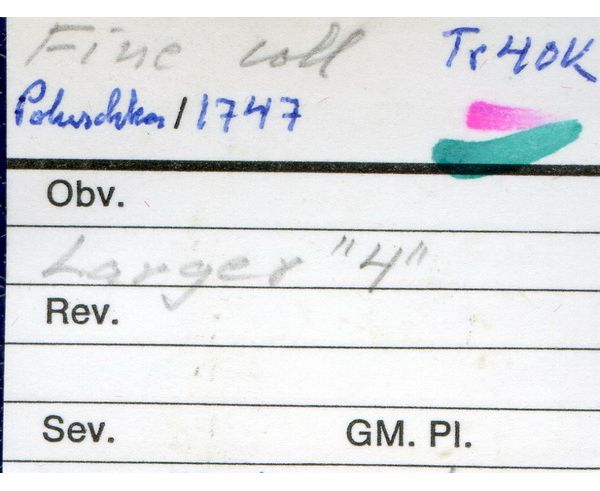 Fine coll Tr 40K
Poluschka / 1747
Obv.
Larger "4"
Rev.
Sev. GM. Pl.